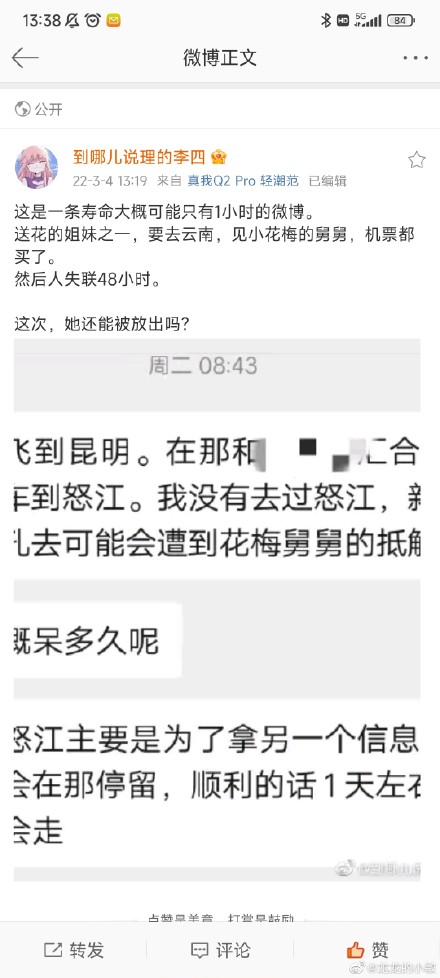 13:38
HD 5G 84
微博正文
公开
到哪儿说理的李四
22-3-4 13:19 来自 真我Q2 Pro 轻潮范 已编辑
这是一条寿命大概可能只有1小时的微博。
送花的姐妹之一，要去云南，见小花梅的舅舅，机票都
买了。
然后人失联48小时。
这次，她还能被放出吗？
周二 08:43
飞到昆明。在那和 汇合
车到怒江。我没有去过怒江，
去可能会遭到花梅舅舅的抵
概呆多久呢
怒江主要是为了拿另一个信息
会在那停留，顺利的话1天左右
会走
点赞是美意，打赏是鼓励
转发 评论 赞